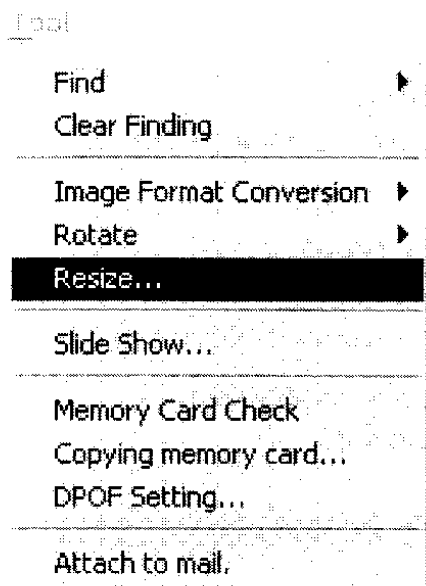 Tool
Find
Clear Finding
Image Format Conversion
Rotate
Resize...
Slide Show...
Memory Card Check
Copying memory card...
DPOF Setting...
Attach to mail.